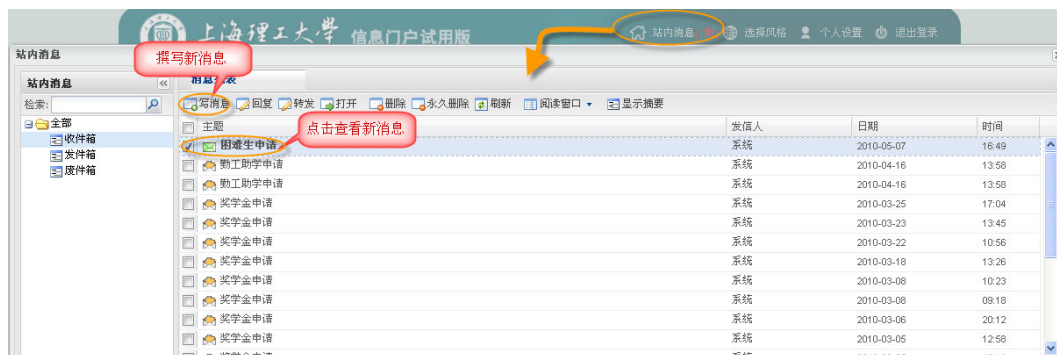 上海理工大学 信息门户试用版 站内消息 选择风格 个人设置 退出登录
站内消息
撰写新消息
站内消息 消息列表
检索: 写消息 回复 转发 打开 删除 永久删除 刷新 阅读窗口 显示摘要
全部
收件箱
发件箱
废件箱
主题 发信人 日期 时间
点击查看新消息
困难生申请 系统 2010-05-07 16:49
勤工助学申请 系统 2010-04-16 13:58
勤工助学申请 系统 2010-04-16 13:58
奖学金申请 系统 2010-03-25 17:04
奖学金申请 系统 2010-03-23 13:45
奖学金申请 系统 2010-03-22 10:56
奖学金申请 系统 2010-03-18 13:26
奖学金申请 系统 2010-03-08 10:23
奖学金申请 系统 2010-03-08 09:18
奖学金申请 系统 2010-03-06 20:12
奖学金申请 系统 2010-03-05 12:58